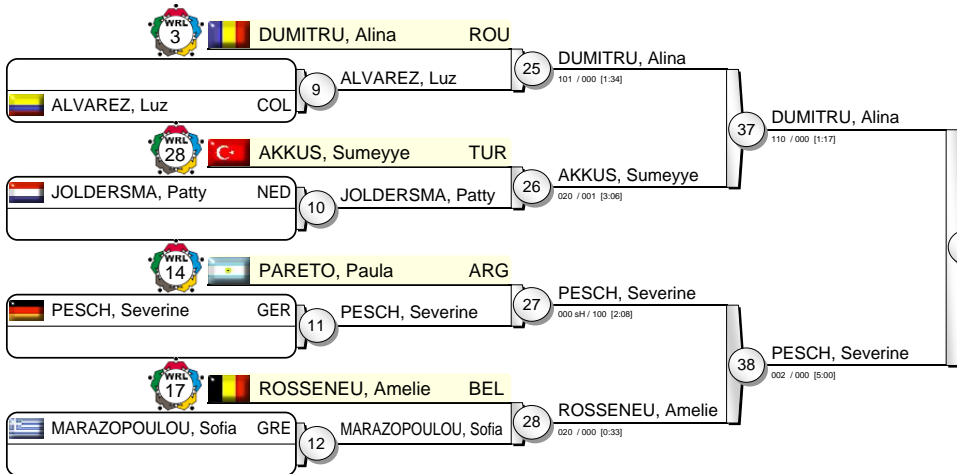 WRL
3
DUMITRU, Alina ROU
ALVAREZ, Luz COL
9
ALVAREZ, Luz
25
DUMITRU, Alina
101 / 000 [1:34]
WRL
28
AKKUS, Sumeyye TUR
JOLDERSMA, Patty NED
10
JOLDERSMA, Patty
26
AKKUS, Sumeyye
020 / 001 [3:06]
37
DUMITRU, Alina
110 / 000 [1:17]
WRL
14
PARETO, Paula ARG
PESCH, Severine GER
11
PESCH, Severine
27
PESCH, Severine
000 sH / 100 [2:08]
WRL
17
ROSSENEU, Amelie BEL
MARAZOPOULOU, Sofia GRE
12
MARAZOPOULOU, Sofia
28
ROSSENEU, Amelie
020 / 000 [0:33]
38
PESCH, Severine
002 / 000 [5:00]